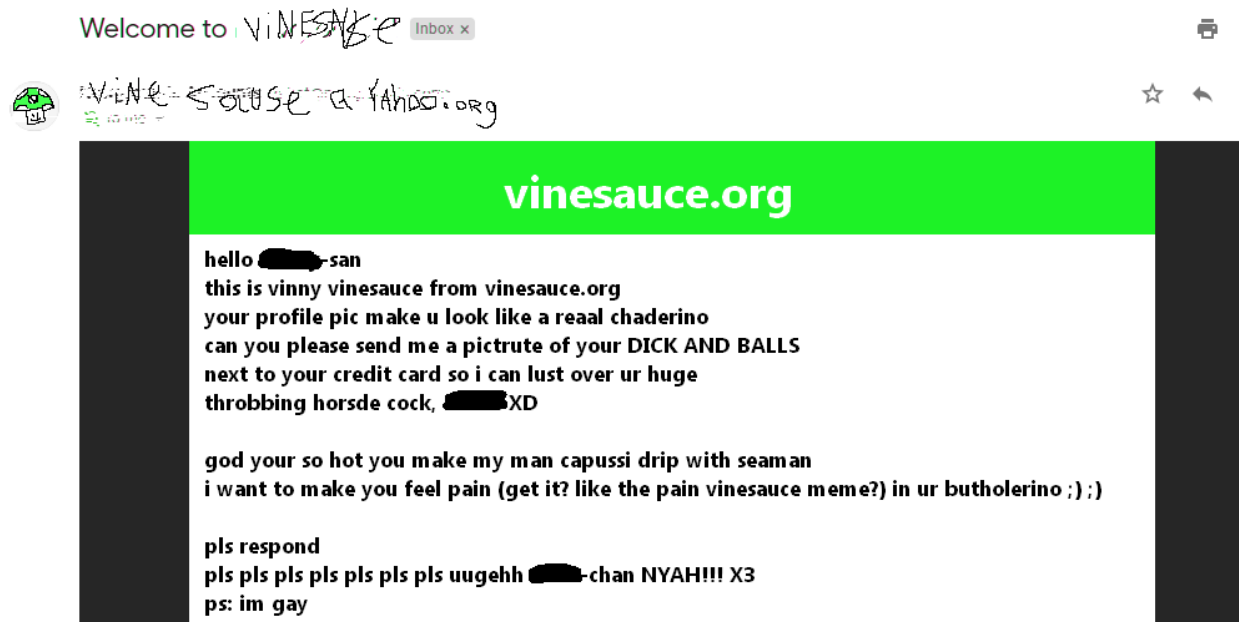 Welcome to ViNESAUCe Inbox x
ViNE SOUSE a YAhOO.ORG
vinesauce.org
hello -san
this is vinny vinesauce from vinesauce.org
your profile pic make u look like a reaal chaderino
can you please send me a pictrute of your DICK AND BALLS
next to your credit card so i can lust over ur huge
throbbing horsde cock, XD
god your so hot you make my man capussi drip with seaman
i want to make you feel pain (get it? like the pain vinesauce meme?) in ur butholerino ;) ;)
pls respond
pls pls pls pls pls pls pls uugehh -chan NYAH!!! X3
ps: im gay